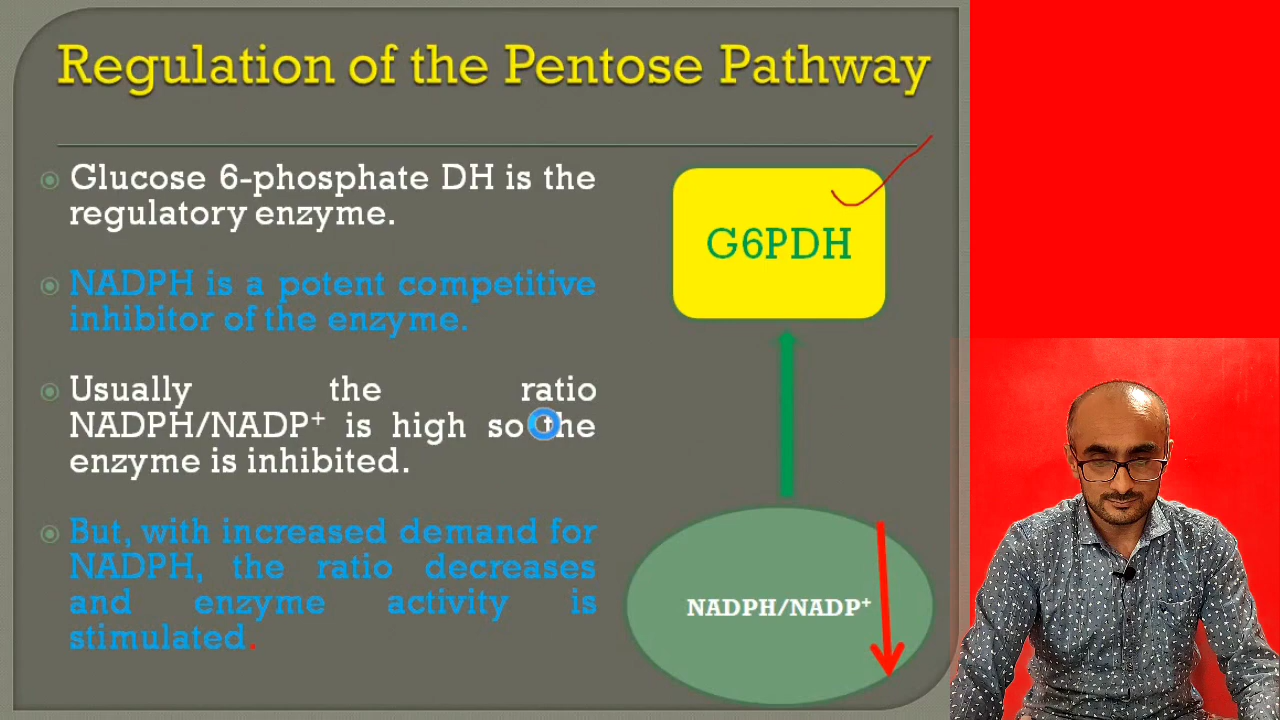 Regulation of the Pentose Pathway
Glucose 6-phosphate DH is the
regulatory enzyme.
NADPH is a potent competitive
inhibitor of the enzyme.
Usually the ratio
NADPH/NADP⁺ is high so the
enzyme is inhibited.
But, with increased demand for
NADPH, the ratio decreases
and enzyme activity is
stimulated.
G6PDH
NADPH/NADP⁺